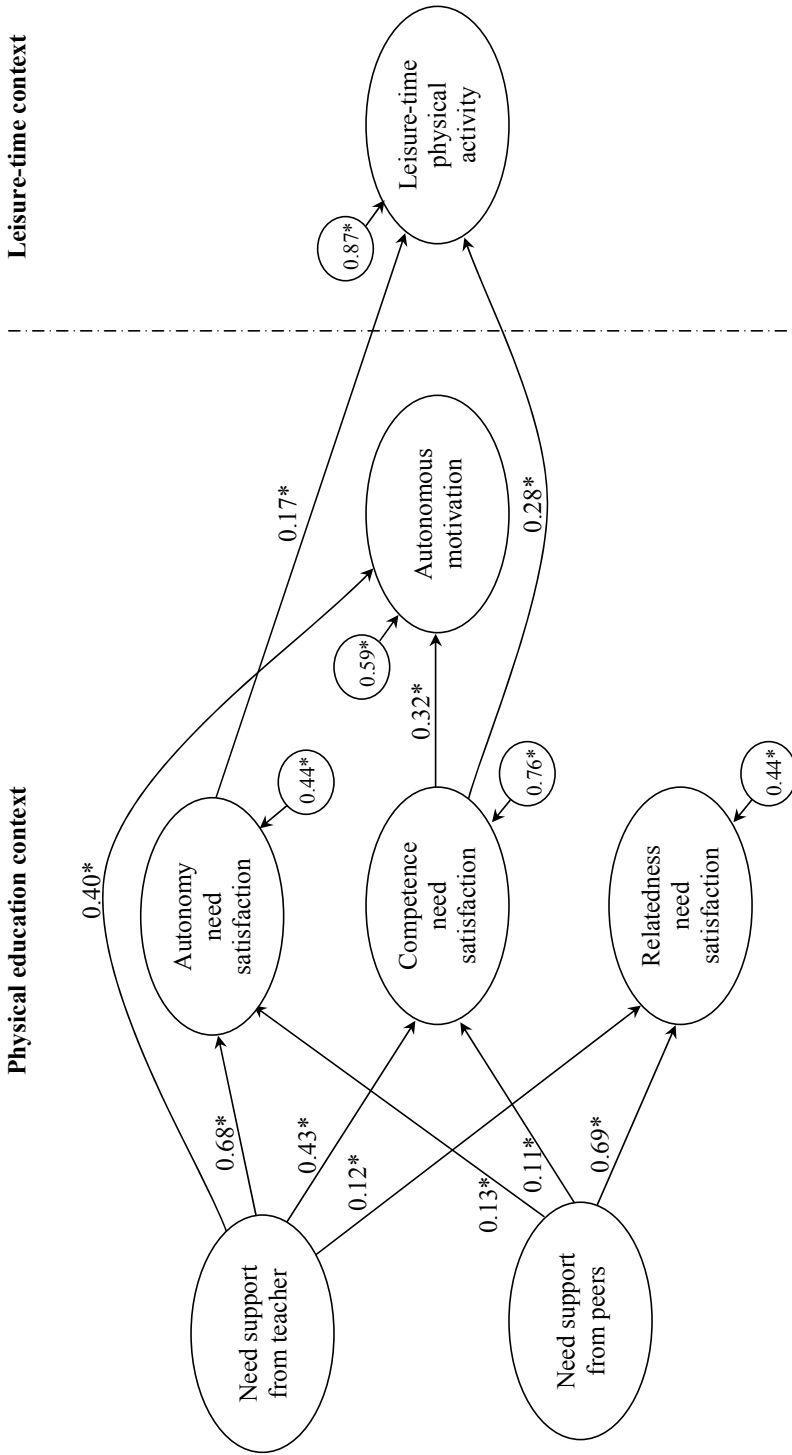 Physical education context
Leisure-time context
Need support
from teacher
Need support
from peers
0.40*
0.68*
0.43*
0.12*
0.13*
0.11*
0.69*
Autonomy
need
satisfaction
0.44*
Competence
need
satisfaction
0.76*
Relatedness
need
satisfaction
0.44*
0.17*
0.32*
0.28*
0.59*
Autonomous
motivation
0.87*
Leisure-time
physical
activity